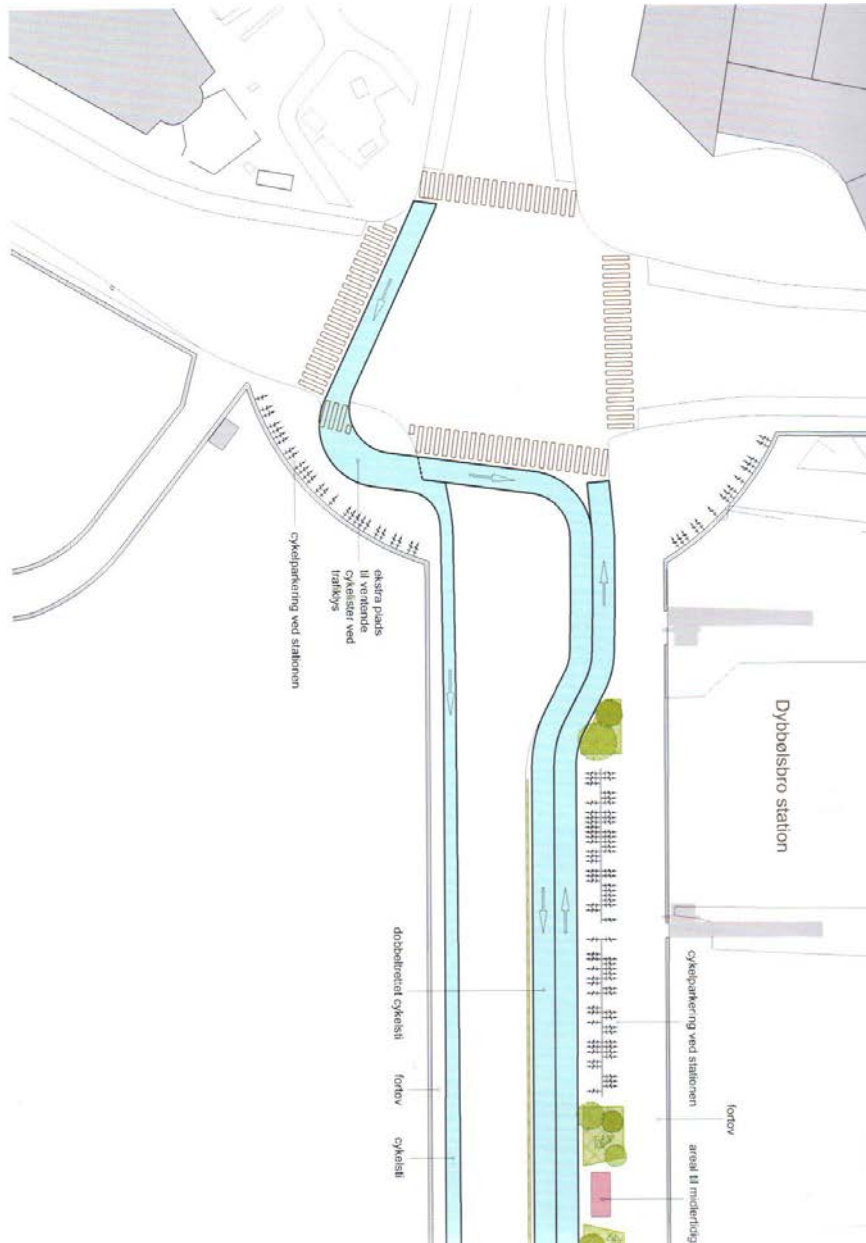 Dybbølsbro station
cykelparkering ved stationen
ekstra plads
til ventende
cykelister ved
trafiklys
dobbeltrettet cykelsti
fortov
cykelsti
cykelparkering ved stationen
fortov
areal til midlertidig